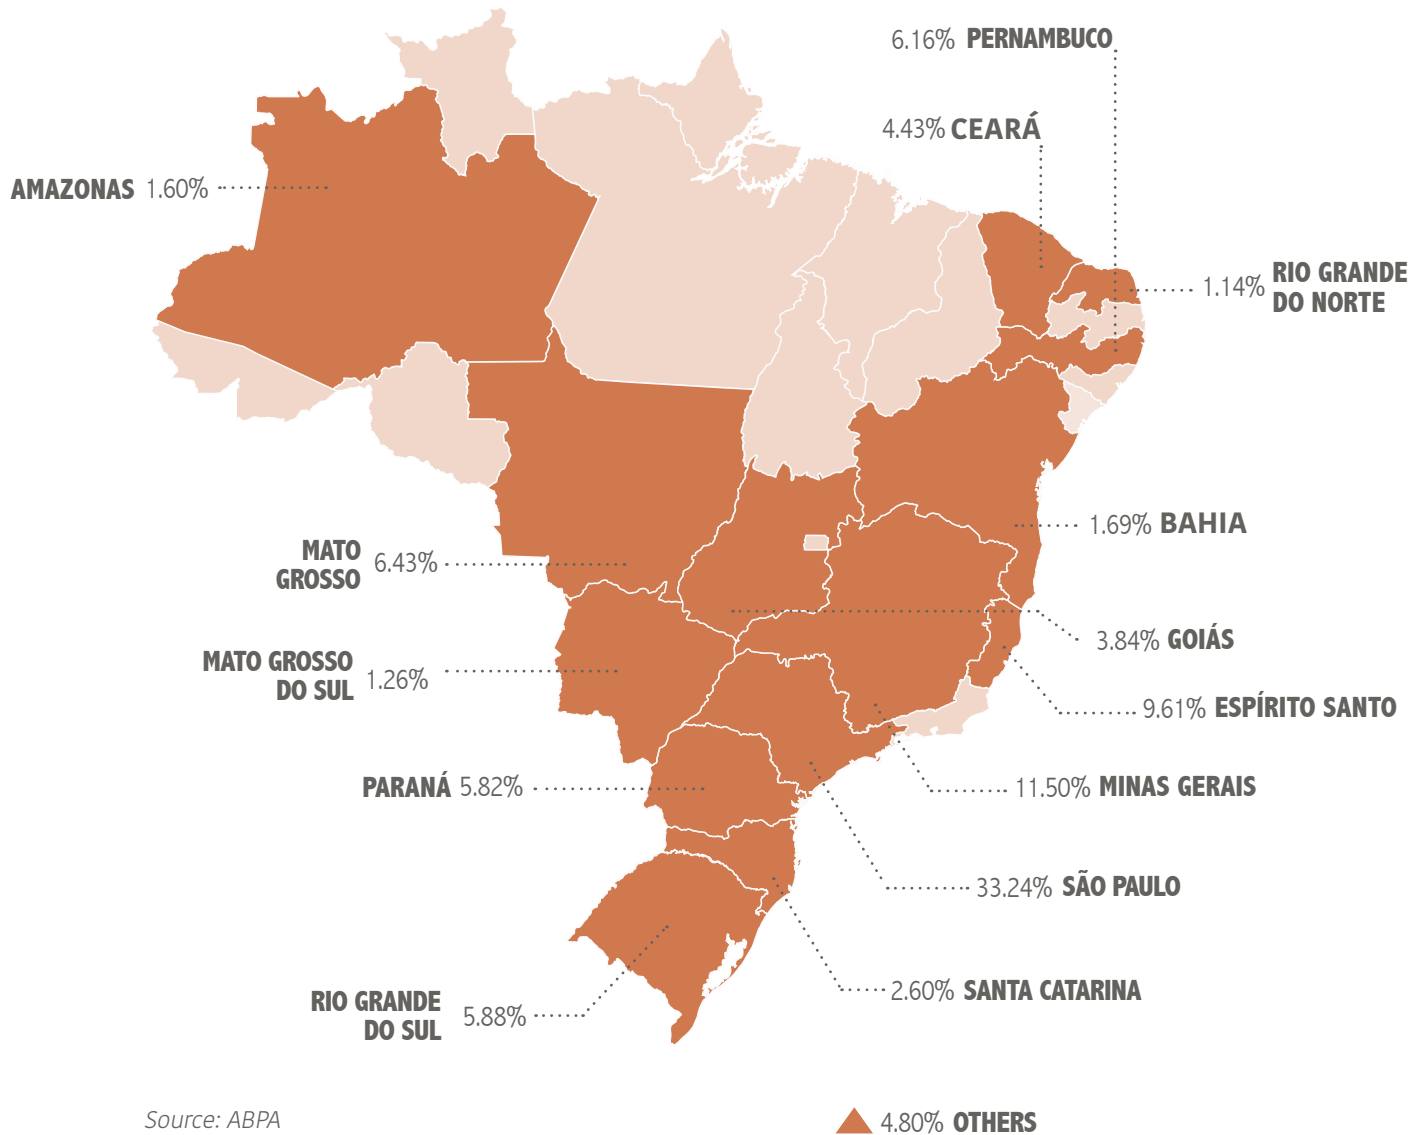 6.16% PERNAMBUCO
4.43% CEARÁ
AMAZONAS 1.60%
1.14% RIO GRANDE
DO NORTE
1.69% BAHIA
MATO
GROSSO 6.43%
3.84% GOIÁS
MATO GROSSO
DO SUL 1.26%
9.61% ESPÍRITO SANTO
PARANÁ 5.82%
11.50% MINAS GERAIS
33.24% SÃO PAULO
2.60% SANTA CATARINA
RIO GRANDE
DO SUL 5.88%
Source: ABPA
4.80% OTHERS